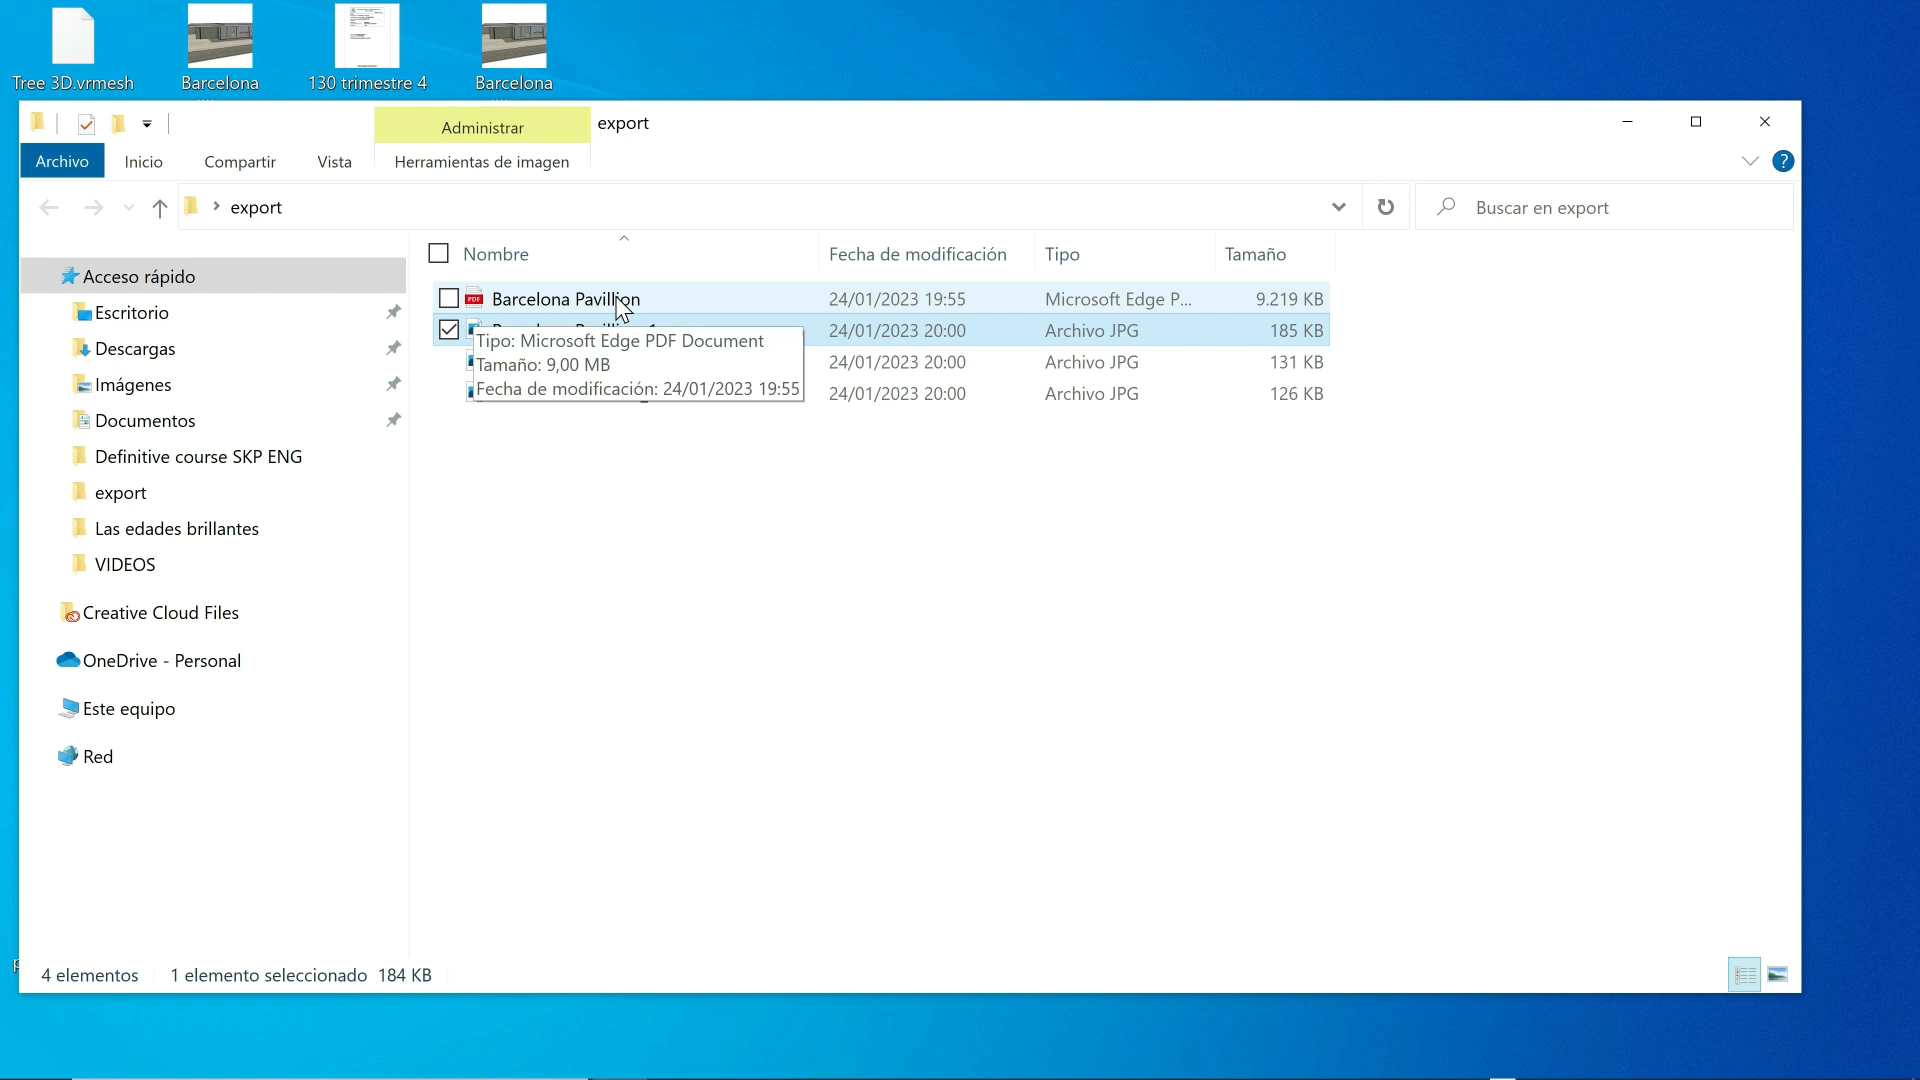 Tree 3D.vrmesh
Barcelona
130 trimestre 4
Barcelona
Administrar
export
Archivo
Inicio
Compartir
Vista
Herramientas de imagen
?
export
Buscar en export
Nombre
Fecha de modificación
Tipo
Tamaño
Acceso rápido
Escritorio
Descargas
Imágenes
Documentos
Definitive course SKP ENG
export
Las edades brillantes
VIDEOS
Creative Cloud Files
OneDrive - Personal
Este equipo
Red
PDF Barcelona Pavillion 24/01/2023 19:55 Microsoft Edge P... 9.219 KB
24/01/2023 20:00 Archivo JPG 185 KB
24/01/2023 20:00 Archivo JPG 131 KB
24/01/2023 20:00 Archivo JPG 126 KB
Tipo: Microsoft Edge PDF Document
Tamaño: 9,00 MB
Fecha de modificación: 24/01/2023 19:55
4 elementos
1 elemento seleccionado 184 KB